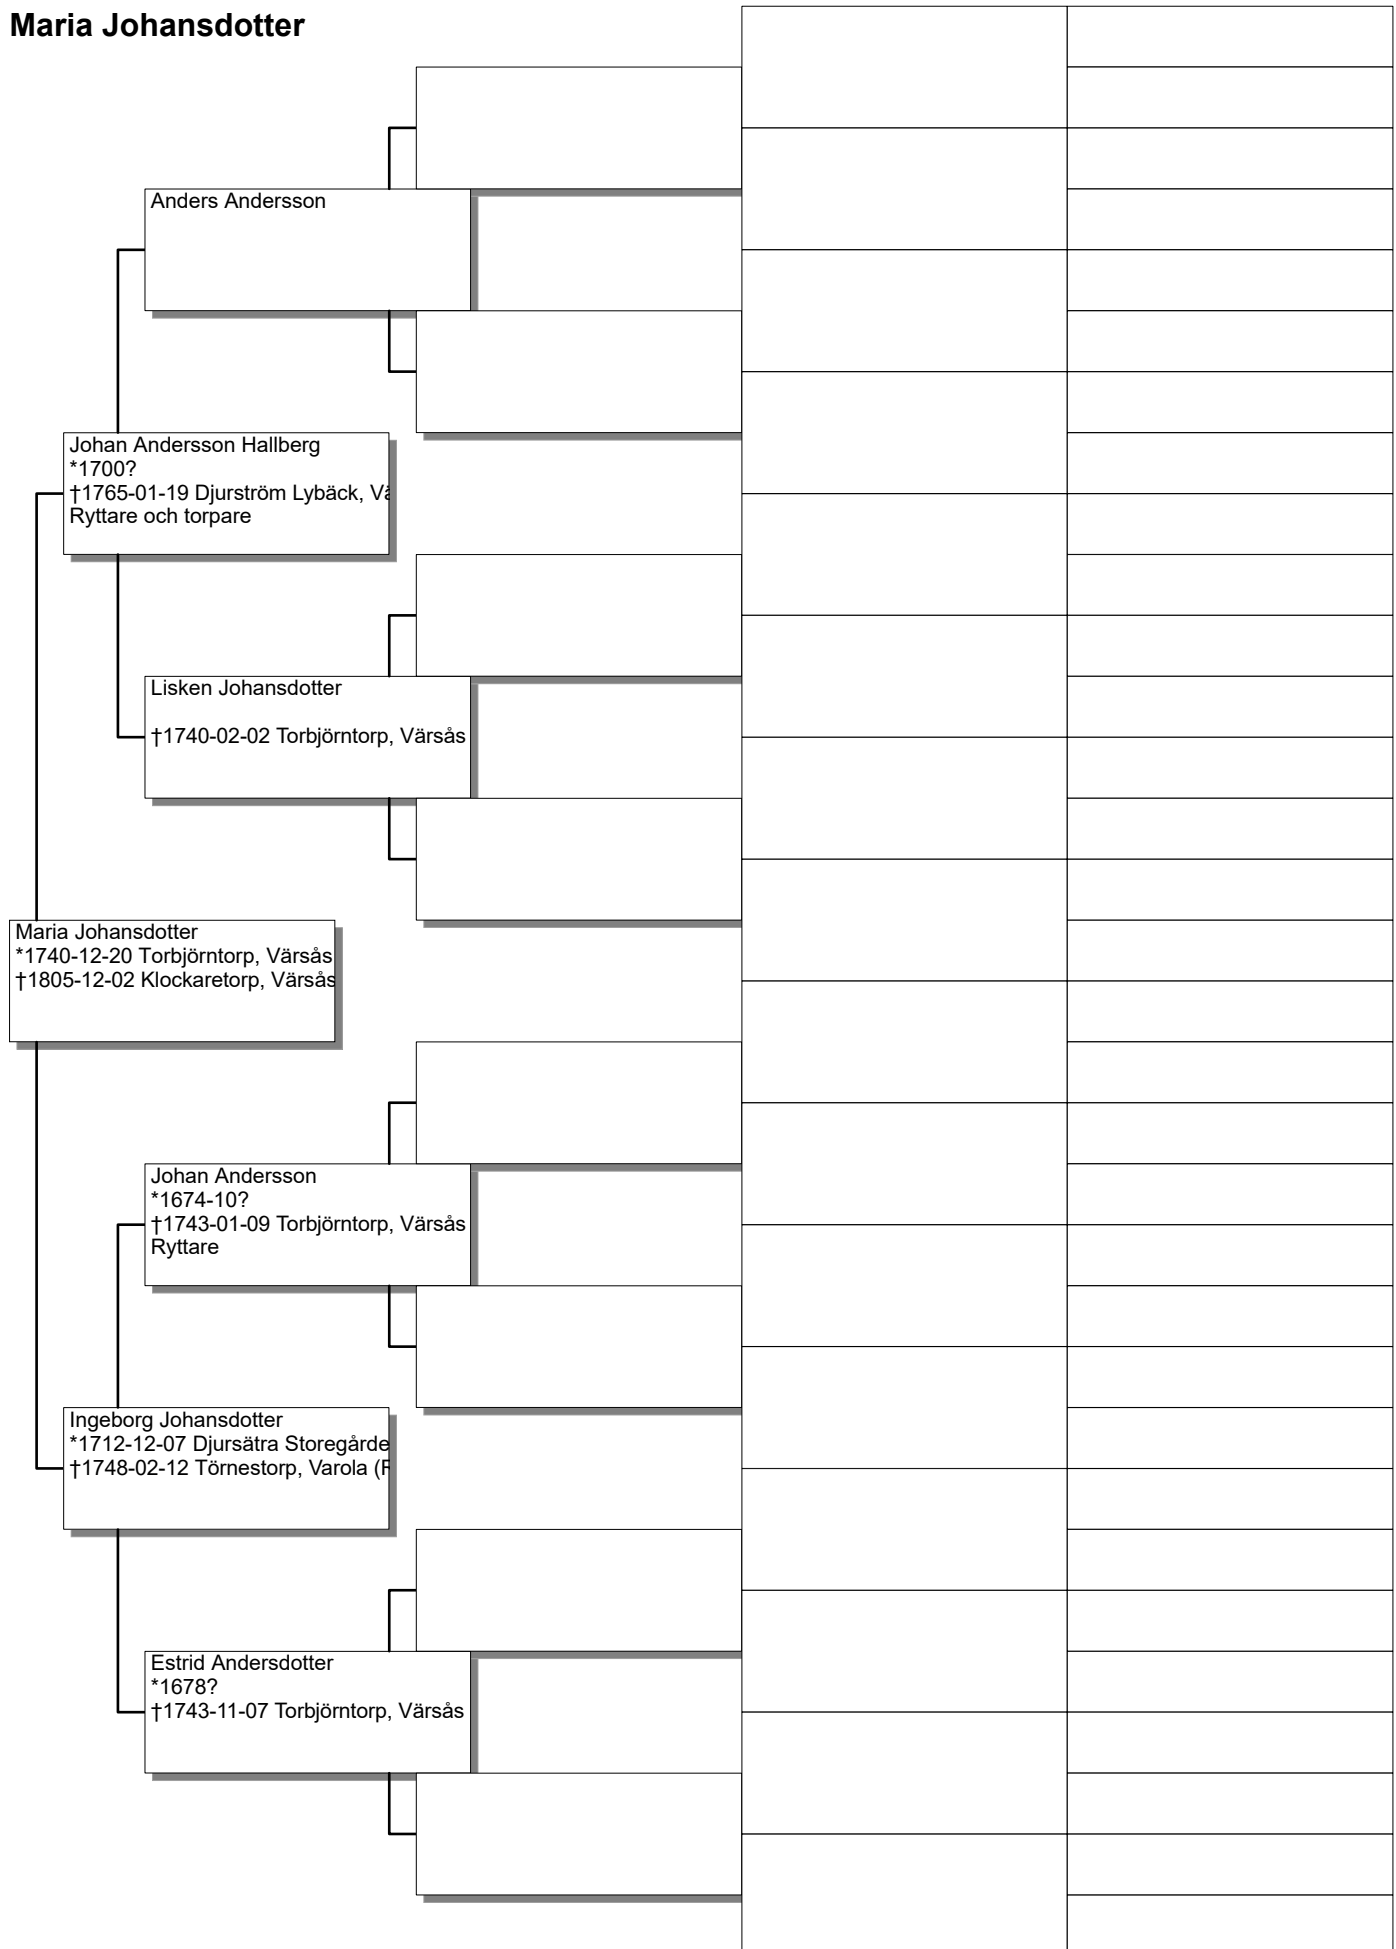 Maria Johansdotter
Anders Andersson
Johan Andersson Hallberg
*1700?
†1765-01-19 Djurström Lybäck, Vä
Ryttare och torpare
Lisken Johansdotter
†1740-02-02 Torbjörntorp, Värsås
Maria Johansdotter
*1740-12-20 Torbjörntorp, Värsås
†1805-12-02 Klockaretorp, Värsås
Johan Andersson
*1674-10?
†1743-01-09 Torbjörntorp, Värsås
Ryttare
Ingeborg Johansdotter
*1712-12-07 Djursätra Storegårde
†1748-02-12 Törnestorp, Varola (R
Estrid Andersdotter
*1678?
†1743-11-07 Torbjörntorp, Värsås